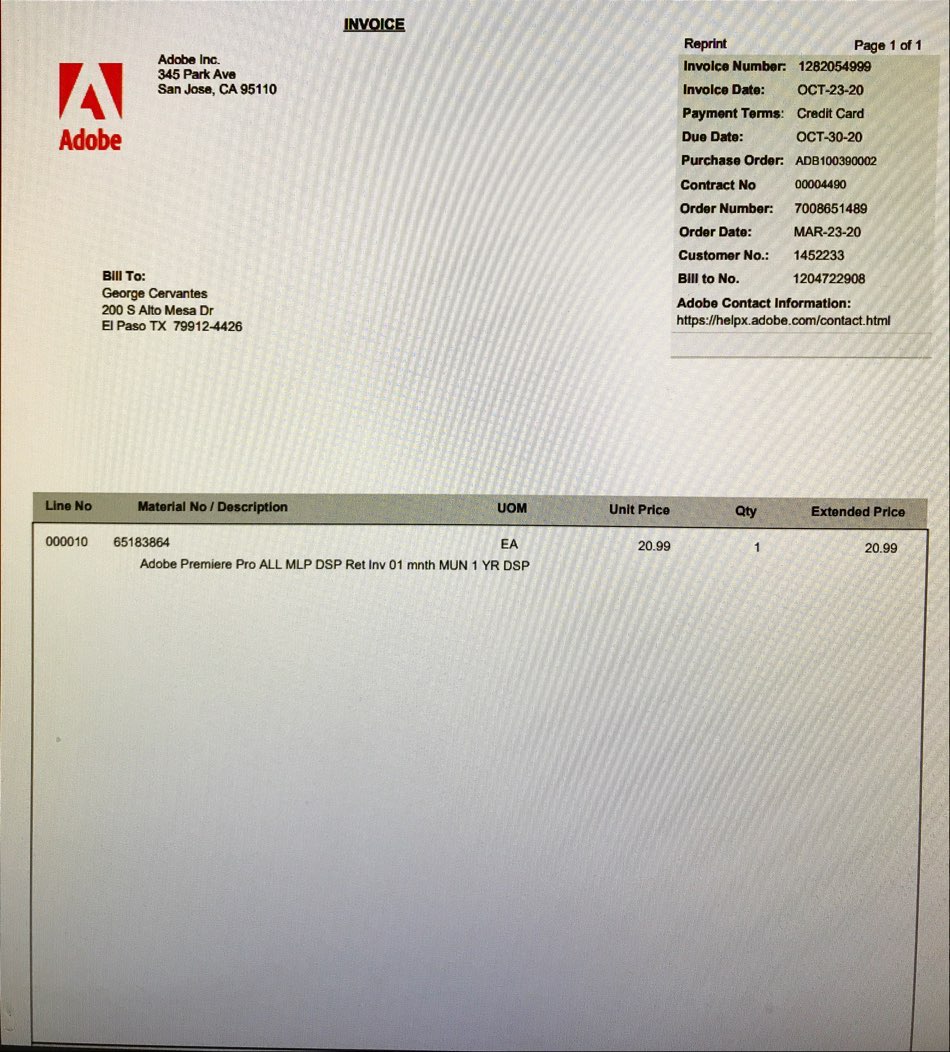 INVOICE
Adobe
Adobe Inc.
345 Park Ave
San Jose, CA 95110
Reprint Page 1 of 1
Invoice Number: 1282054999
Invoice Date: OCT-23-20
Payment Terms: Credit Card
Due Date: OCT-30-20
Purchase Order: ADB100390002
Contract No 00004490
Order Number: 7008651489
Order Date: MAR-23-20
Customer No.: 1452233
Bill to No. 1204722908
Adobe Contact Information:
https://helpx.adobe.com/contact.html
Bill To:
George Cervantes
200 S Alto Mesa Dr
El Paso TX 79912-4426
Line No Material No / Description UOM Unit Price Qty Extended Price
000010 65183864 EA 20.99 1 20.99
Adobe Premiere Pro ALL MLP DSP Ret Inv 01 mnth MUN 1 YR DSP